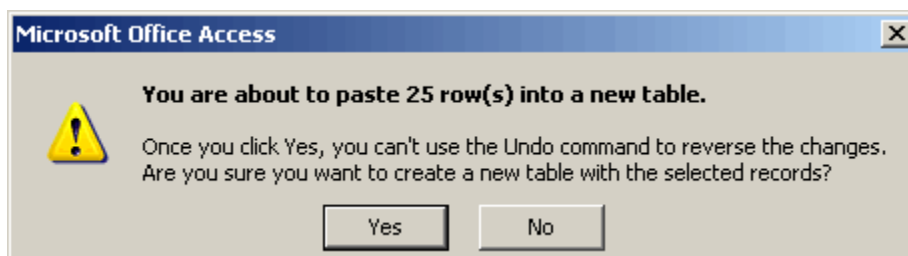 Microsoft Office Access
You are about to paste 25 row(s) into a new table.
Once you click Yes, you can't use the Undo command to reverse the changes.
Are you sure you want to create a new table with the selected records?
Yes No